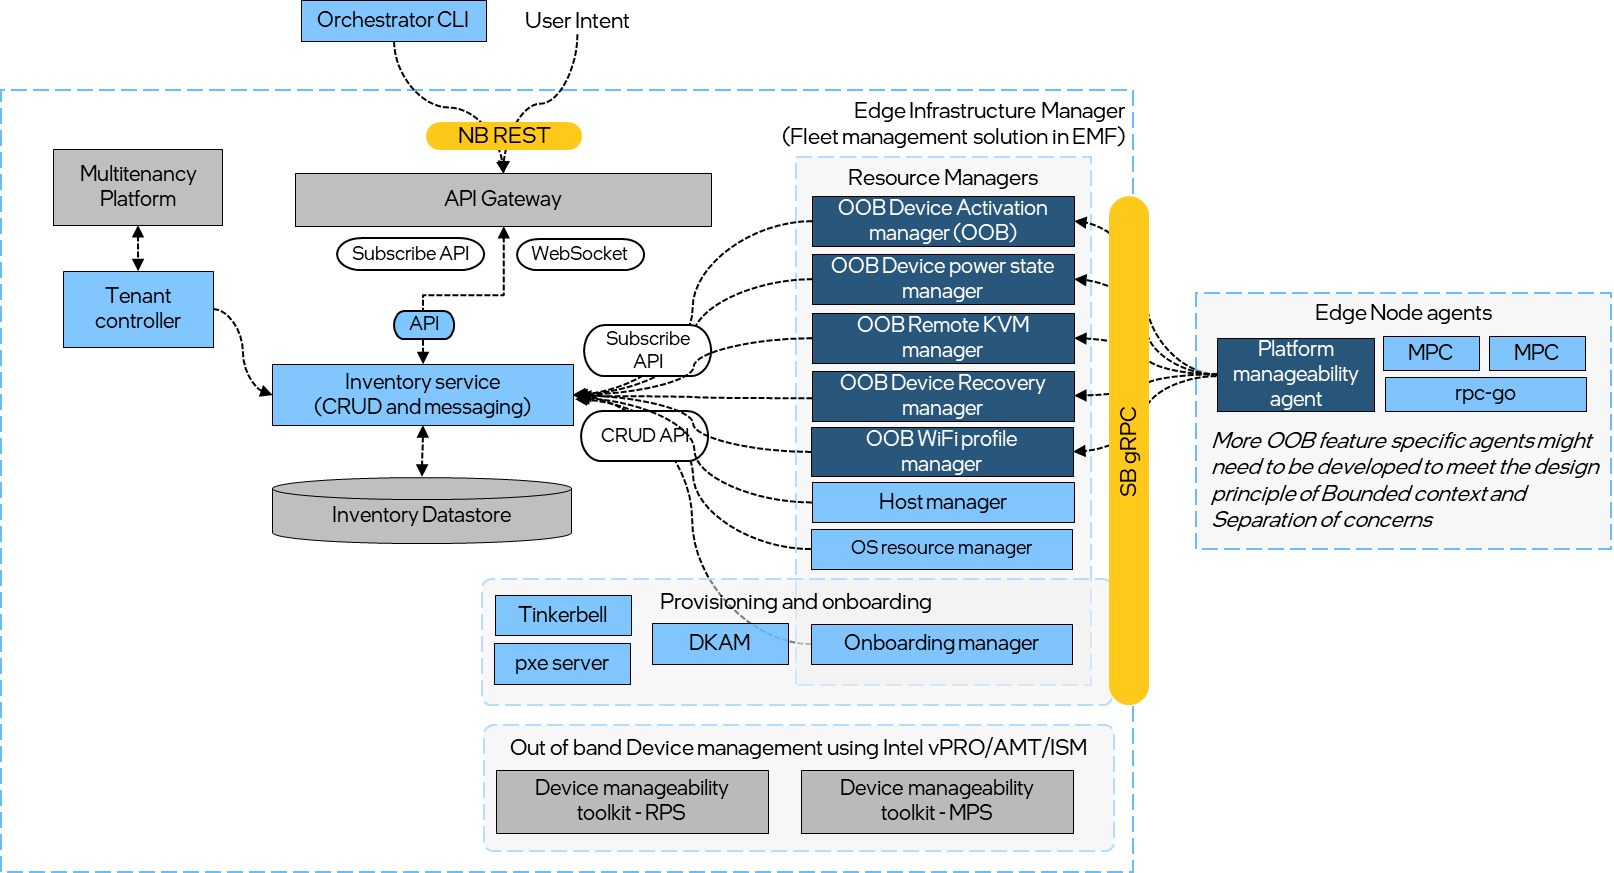 Orchestrator CLI
User Intent
Edge Infrastructure Manager
(Fleet management solution in EMF)
NB REST
Multitenancy
Platform
API Gateway
Subscribe API
WebSocket
Tenant
controller
API
Inventory service
(CRUD and messaging)
Inventory Datastore
Subscribe
API
CRUD API
Resource Managers
OOB Device Activation
manager (OOB)
OOB Device power state
manager
OOB Remote KVM
manager
OOB Device Recovery
manager
OOB WiFi profile
manager
Host manager
OS resource manager
SB gRPC
Edge Node agents
Platform
manageability
agent
MPC
MPC
rpc-go
More OOB feature specific agents might
need to be developed to meet the design
principle of Bounded context and
Separation of concerns
Provisioning and onboarding
Tinkerbell
pxe server
DKAM
Onboarding manager
Out of band Device management using Intel vPRO/AMT/ISM
Device manageability
toolkit - RPS
Device manageability
toolkit - MPS